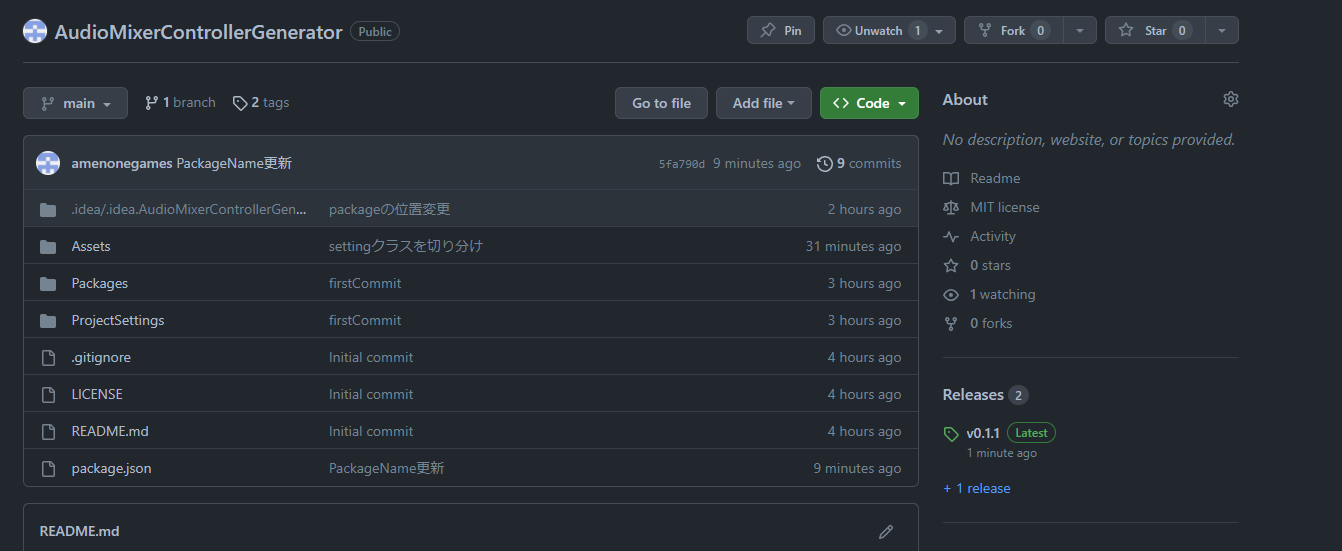 AudioMixerControllerGenerator Public Pin Unwatch 1 Fork 0 Star 0
main 1 branch 2 tags Go to file Add file <> Code
amenonegames PackageName更新 5fa790d 9 minutes ago 9 commits
.idea/.idea.AudioMixerControllerGen... packageの位置変更 2 hours ago
Assets settingクラスを切り分け 31 minutes ago
Packages firstCommit 3 hours ago
ProjectSettings firstCommit 3 hours ago
.gitignore Initial commit 4 hours ago
LICENSE Initial commit 4 hours ago
README.md Initial commit 4 hours ago
package.json PackageName更新 9 minutes ago
README.md
About
No description, website, or topics provided.
Readme
MIT license
Activity
0 stars
1 watching
0 forks
Releases 2
v0.1.1 Latest
1 minute ago
+ 1 release